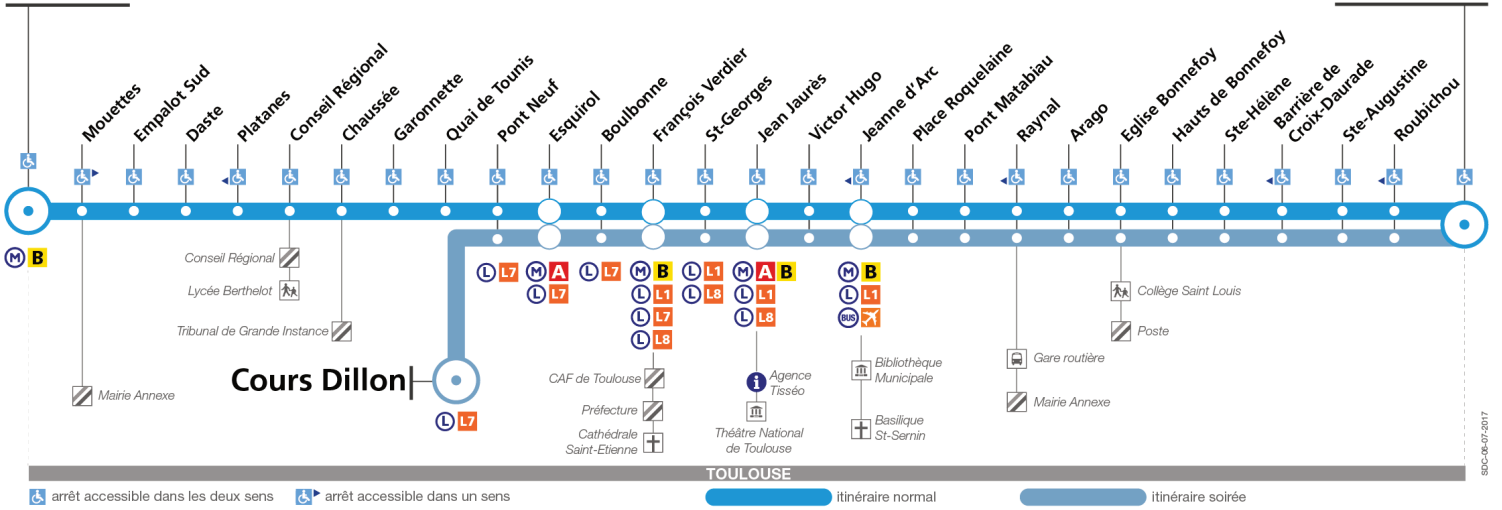 Mouettes
Empalot Sud
Daste
Platanes
Conseil Régional
Chaussée
Garonnette
Quai de Tounis
Pont Neuf
Esquirol
Boulbonne
François Verdier
St-Georges
Jean Jaurès
Victor Hugo
Jeanne d'Arc
Place Roquelaine
Pont Matabiau
Raynal
Arago
Eglise Bonnefoy
Hauts de Bonnefoy
Ste-Hélène
Barrière de
Croix-Daurade
Ste-Augustine
Roubichou
M B
L L7
M A
L L7
L L7
M B
L L1
L L7
L L8
L L1
L L8
M A B
L L1
L L8
M B
L L1
BUS
Conseil Régional
Lycée Berthelot
Tribunal de Grande Instance
Mairie Annexe
Cours Dillon
L L7
CAF de Toulouse
Préfecture
Cathédrale
Saint-Etienne
i Agence
Tisséo
Théâtre National
de Toulouse
Bibliothèque
Municipale
Basilique
St-Sernin
Gare routière
Mairie Annexe
Collège Saint Louis
Poste
SDC-06-07-2017
TOULOUSE
arrêt accessible dans les deux sens
arrêt accessible dans un sens
itinéraire normal
itinéraire soirée